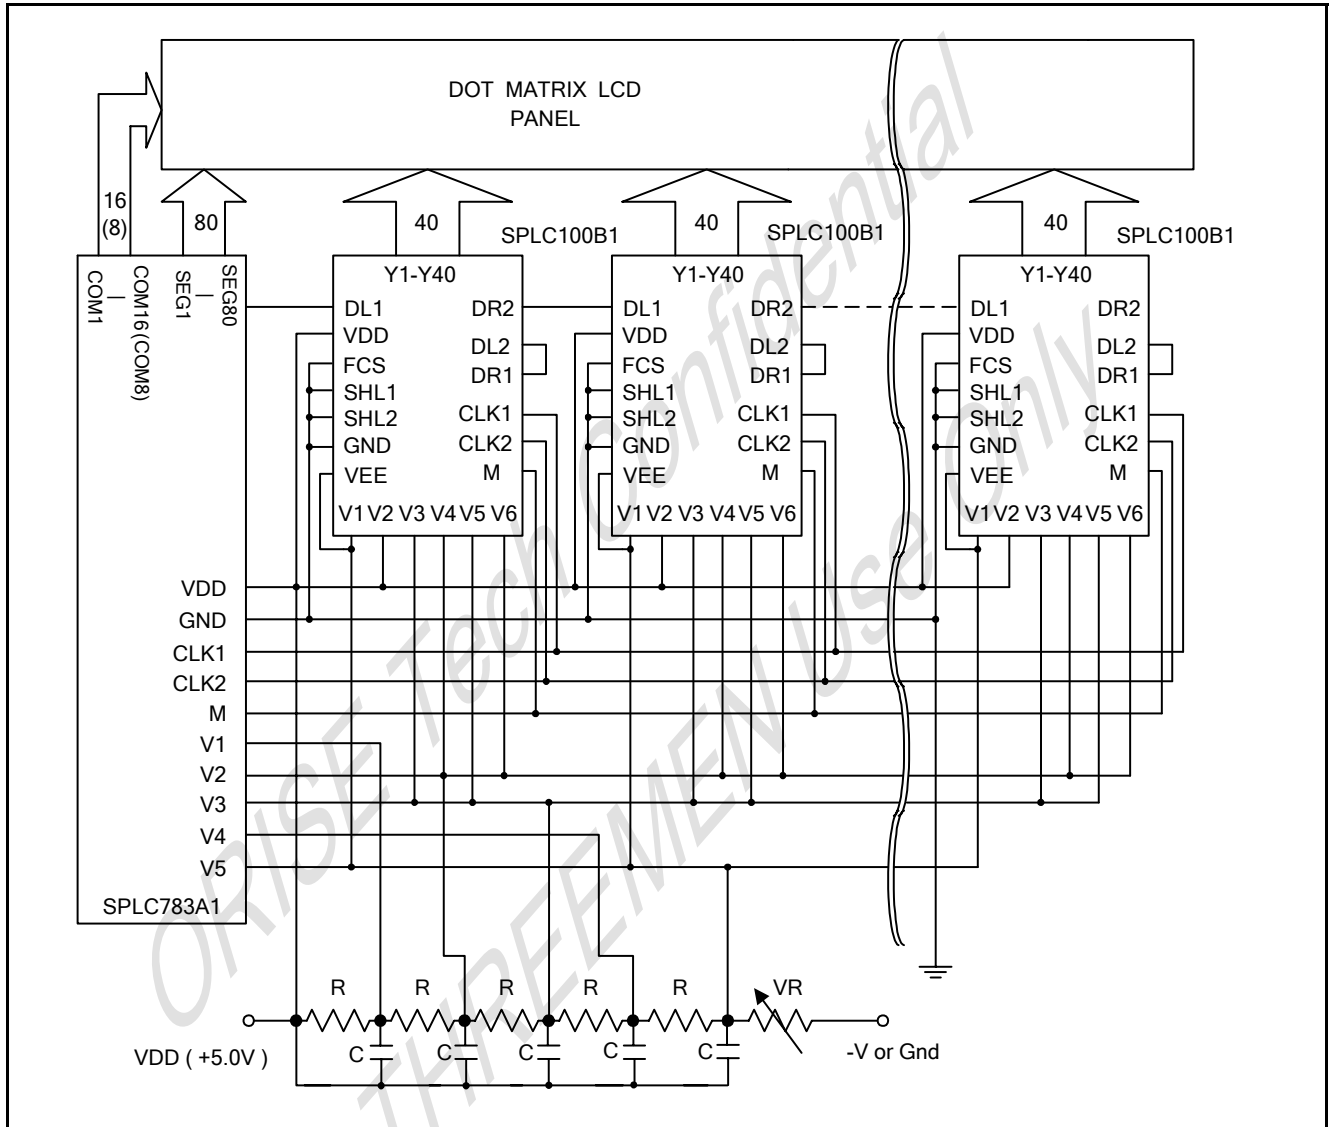 DOT MATRIX LCD
PANEL
16
(8)
80
40
SPLC100B1
40
SPLC100B1
40
SPLC100B1
COM1
|
COM16(COM8)
SEG1
|
SEG80
Y1-Y40
DL1
VDD
FCS
SHL1
SHL2
GND
VEE
DR2
DL2
DR1
CLK1
CLK2
M
V1 V2 V3 V4 V5 V6
Y1-Y40
DL1
VDD
FCS
SHL1
SHL2
GND
VEE
DR2
DL2
DR1
CLK1
CLK2
M
V1 V2 V3 V4 V5 V6
Y1-Y40
DL1
VDD
FCS
SHL1
SHL2
GND
VEE
DL2
DR1
CLK1
CLK2
M
V1 V2 V3 V4 V5 V6
VDD
GND
CLK1
CLK2
M
V1
V2
V3
V4
V5
SPLC783A1
R R R R R VR
VDD ( +5.0V )
C C C C C
-V or Gnd
ORISE Tech Confidential
THREEMEN Use Only